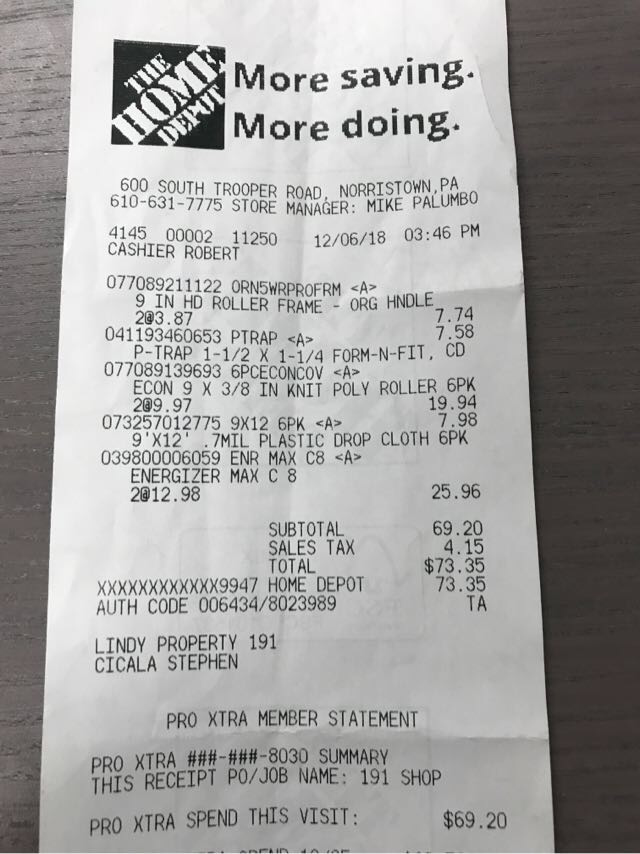 THE HOME DEPOT
More saving.
More doing.
600 SOUTH TROOPER ROAD, NORRISTOWN,PA
610-631-7775 STORE MANAGER: MIKE PALUMBO
4145 00002 11250 12/06/18 03:46 PM
CASHIER ROBERT
077089211122 ORN5WRPROFRM <A>
9 IN HD ROLLER FRAME - ORG HNDLE
2@3.87 7.74
041193460653 PTRAP <A> 7.58
P-TRAP 1-1/2 X 1-1/4 FORM-N-FIT, CD
077089139693 6PCECONCOV <A>
ECON 9 X 3/8 IN KNIT POLY ROLLER 6PK
2@9.97 19.94
073257012775 9X12 6PK <A> 7.98
9'X12' .7MIL PLASTIC DROP CLOTH 6PK
039800006059 ENR MAX C8 <A>
ENERGIZER MAX C 8
2@12.98 25.96
SUBTOTAL 69.20
SALES TAX 4.15
TOTAL $73.35
XXXXXXXXXXXX9947 HOME DEPOT 73.35
AUTH CODE 006434/8023989 TA
LINDY PROPERTY 191
CICALA STEPHEN
PRO XTRA MEMBER STATEMENT
PRO XTRA ###-###-8030 SUMMARY
THIS RECEIPT PO/JOB NAME: 191 SHOP
PRO XTRA SPEND THIS VISIT: $69.20